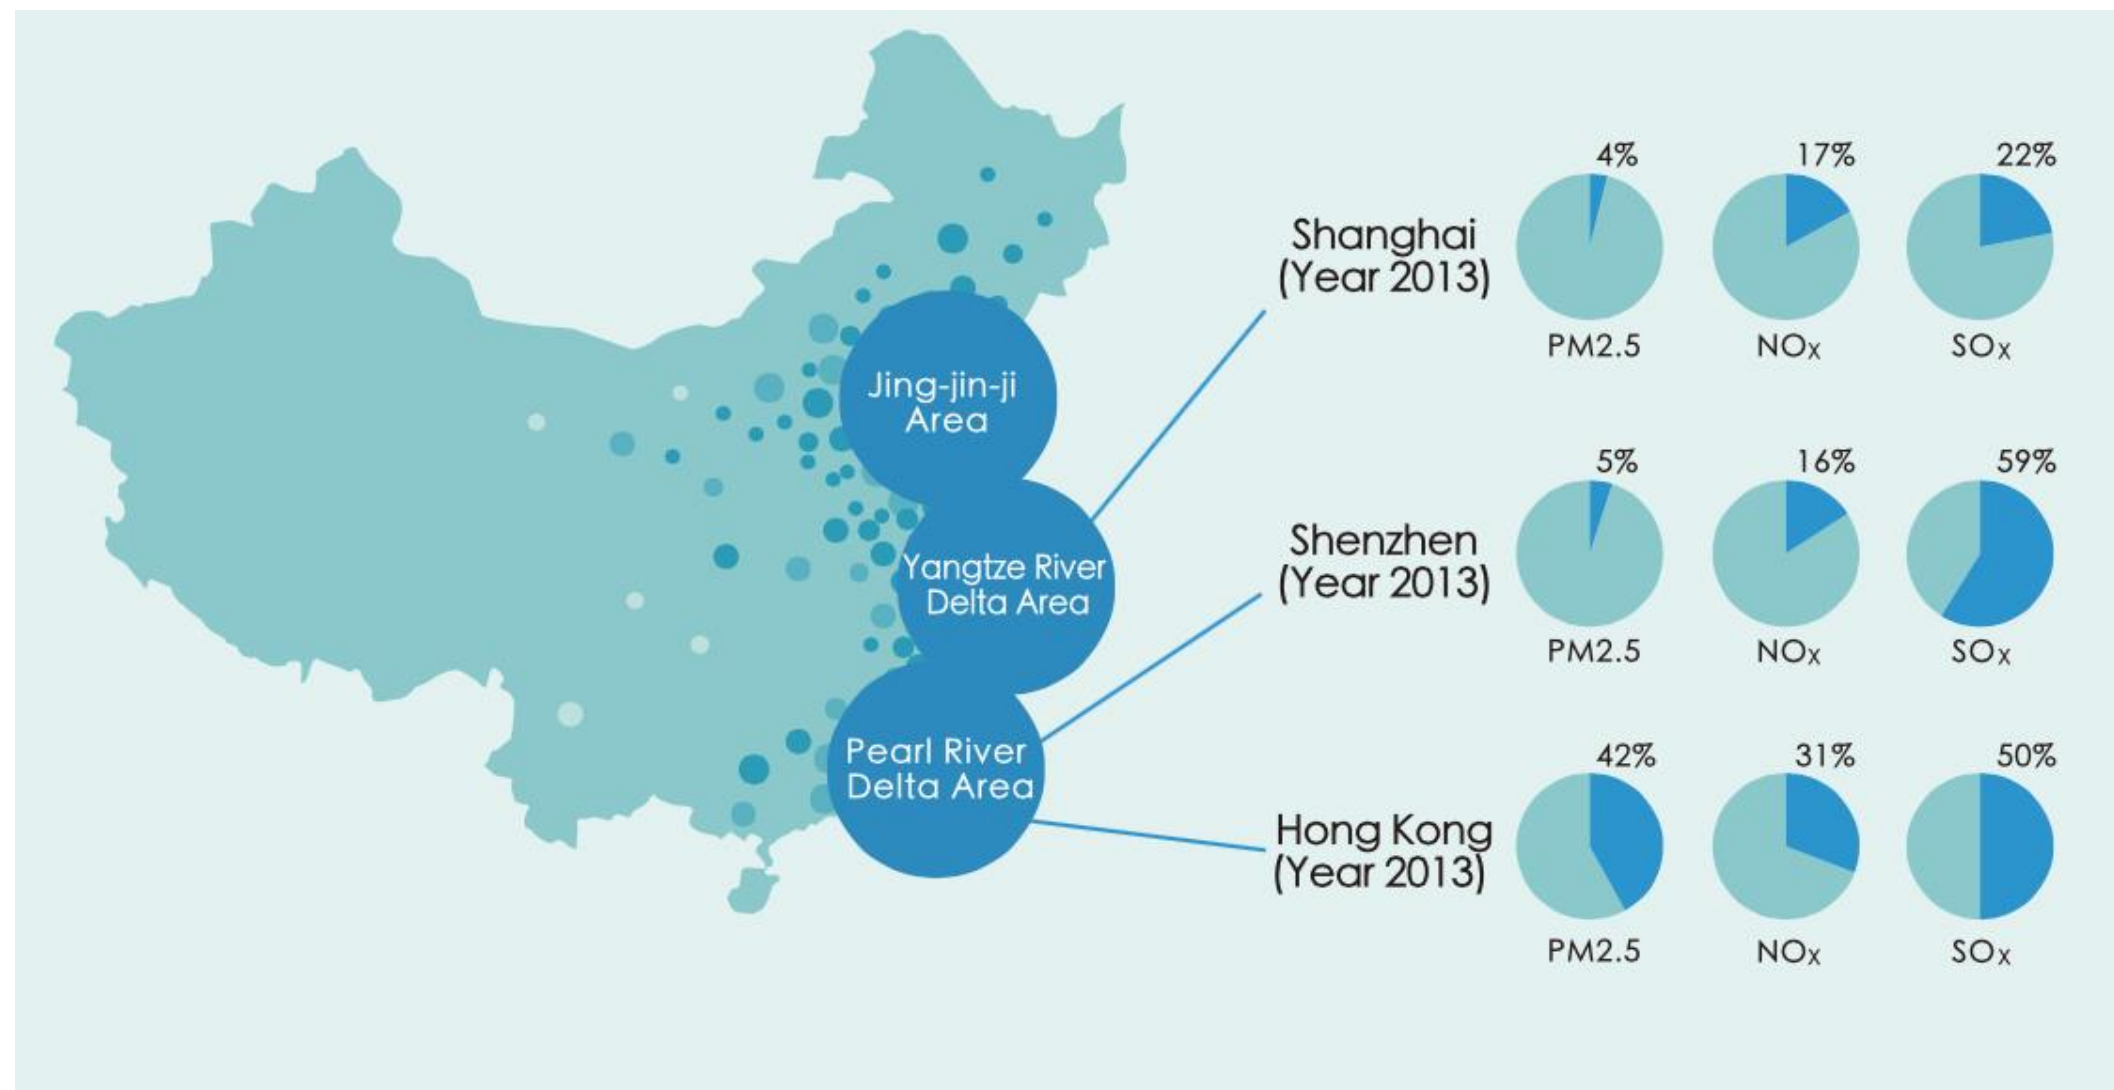 Jing-jin-ji
Area
Yangtze River
Delta Area
Pearl River
Delta Area
Shanghai
(Year 2013)
4%
17%
22%
PM2.5
NOx
SOx
Shenzhen
(Year 2013)
5%
16%
59%
PM2.5
NOx
SOx
Hong Kong
(Year 2013)
42%
31%
50%
PM2.5
NOx
SOx